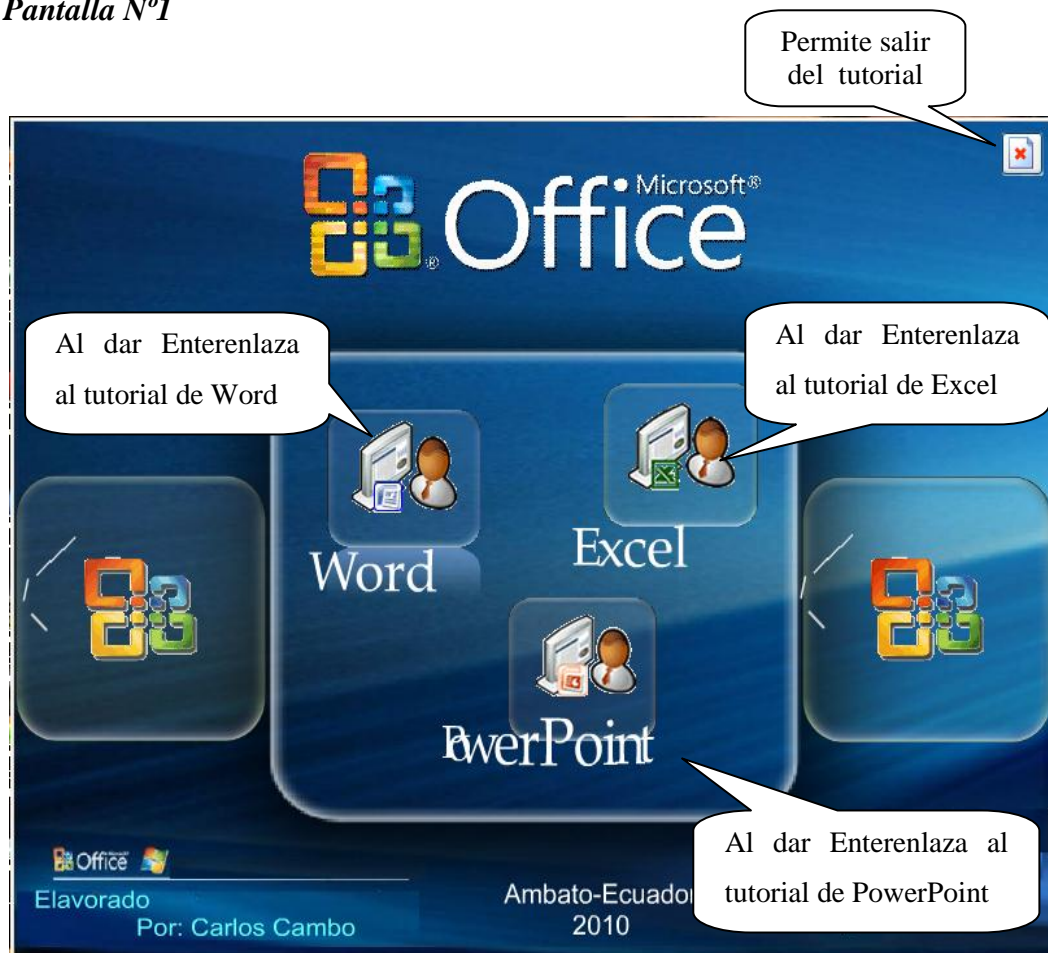 Pantalla Nº1
Permite salir
del tutorial
Microsoft®
Office
®
Al dar Enterenlaza
al tutorial de Word
Al dar Enterenlaza
al tutorial de Excel
Word
Excel
PowerPoint
Al dar Enterenlaza al
tutorial de PowerPoint
Office
Elavorado
Por: Carlos Cambo
Ambato-Ecuador
2010